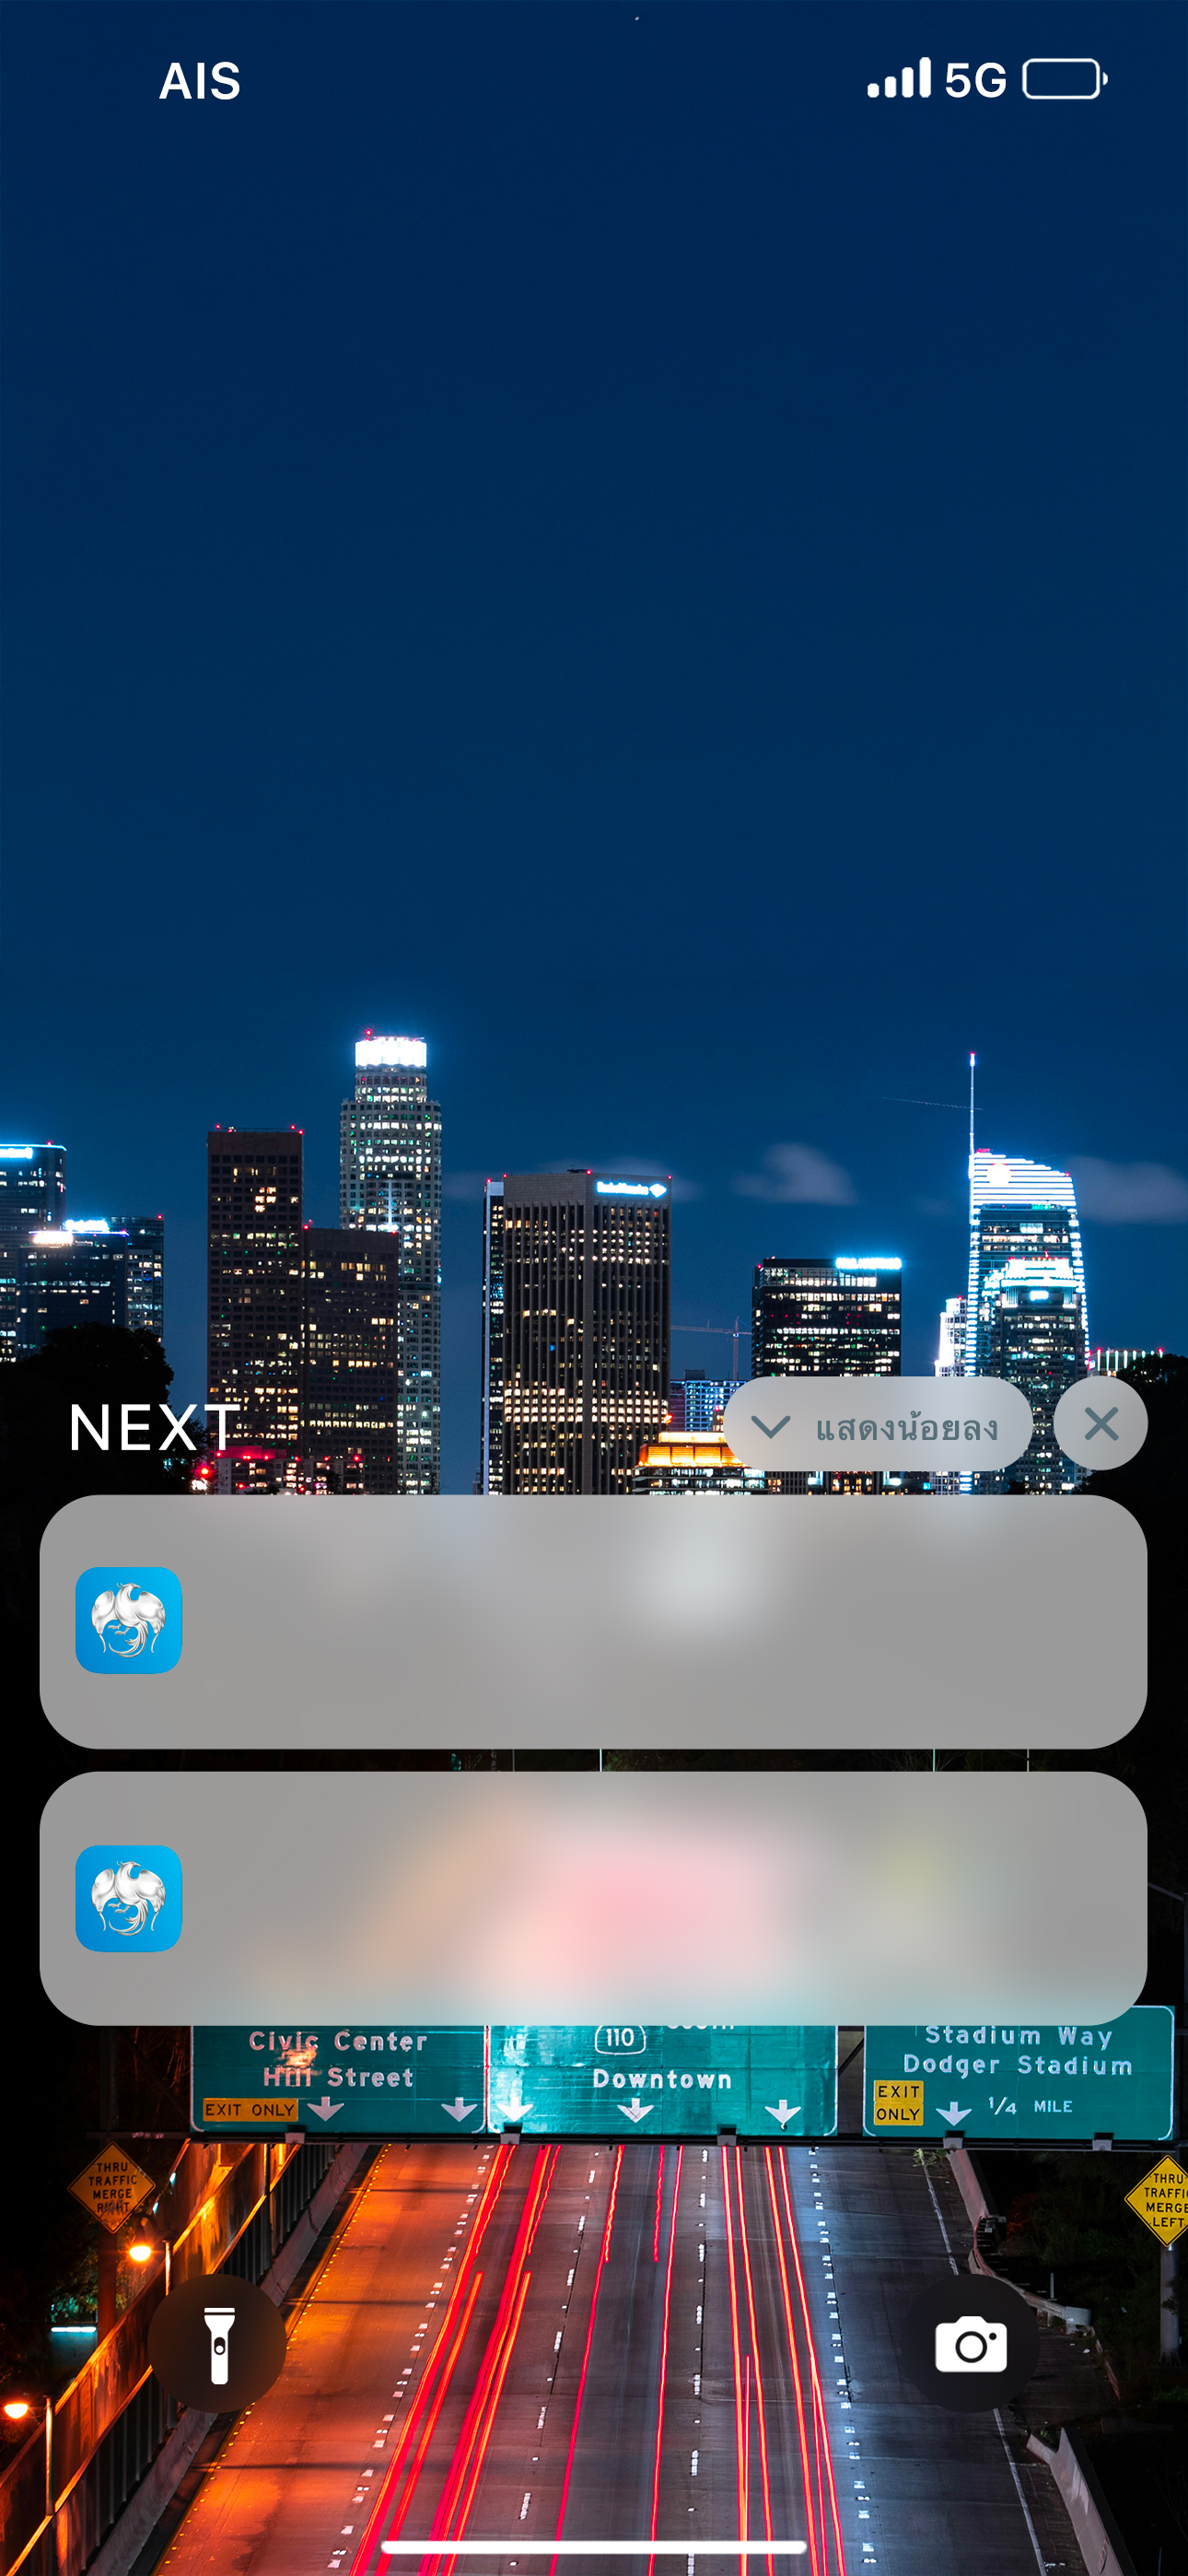 AIS 5G
NEXT
แสดงน้อยลง
Civic Center
Hill Street
EXIT ONLY
110
Downtown
Stadium Way
Dodger Stadium
EXIT
ONLY
1/4 MILE
THRU
TRAFFIC
MERGE
RIGHT
THRU
TRAFFIC
MERGE
LEFT